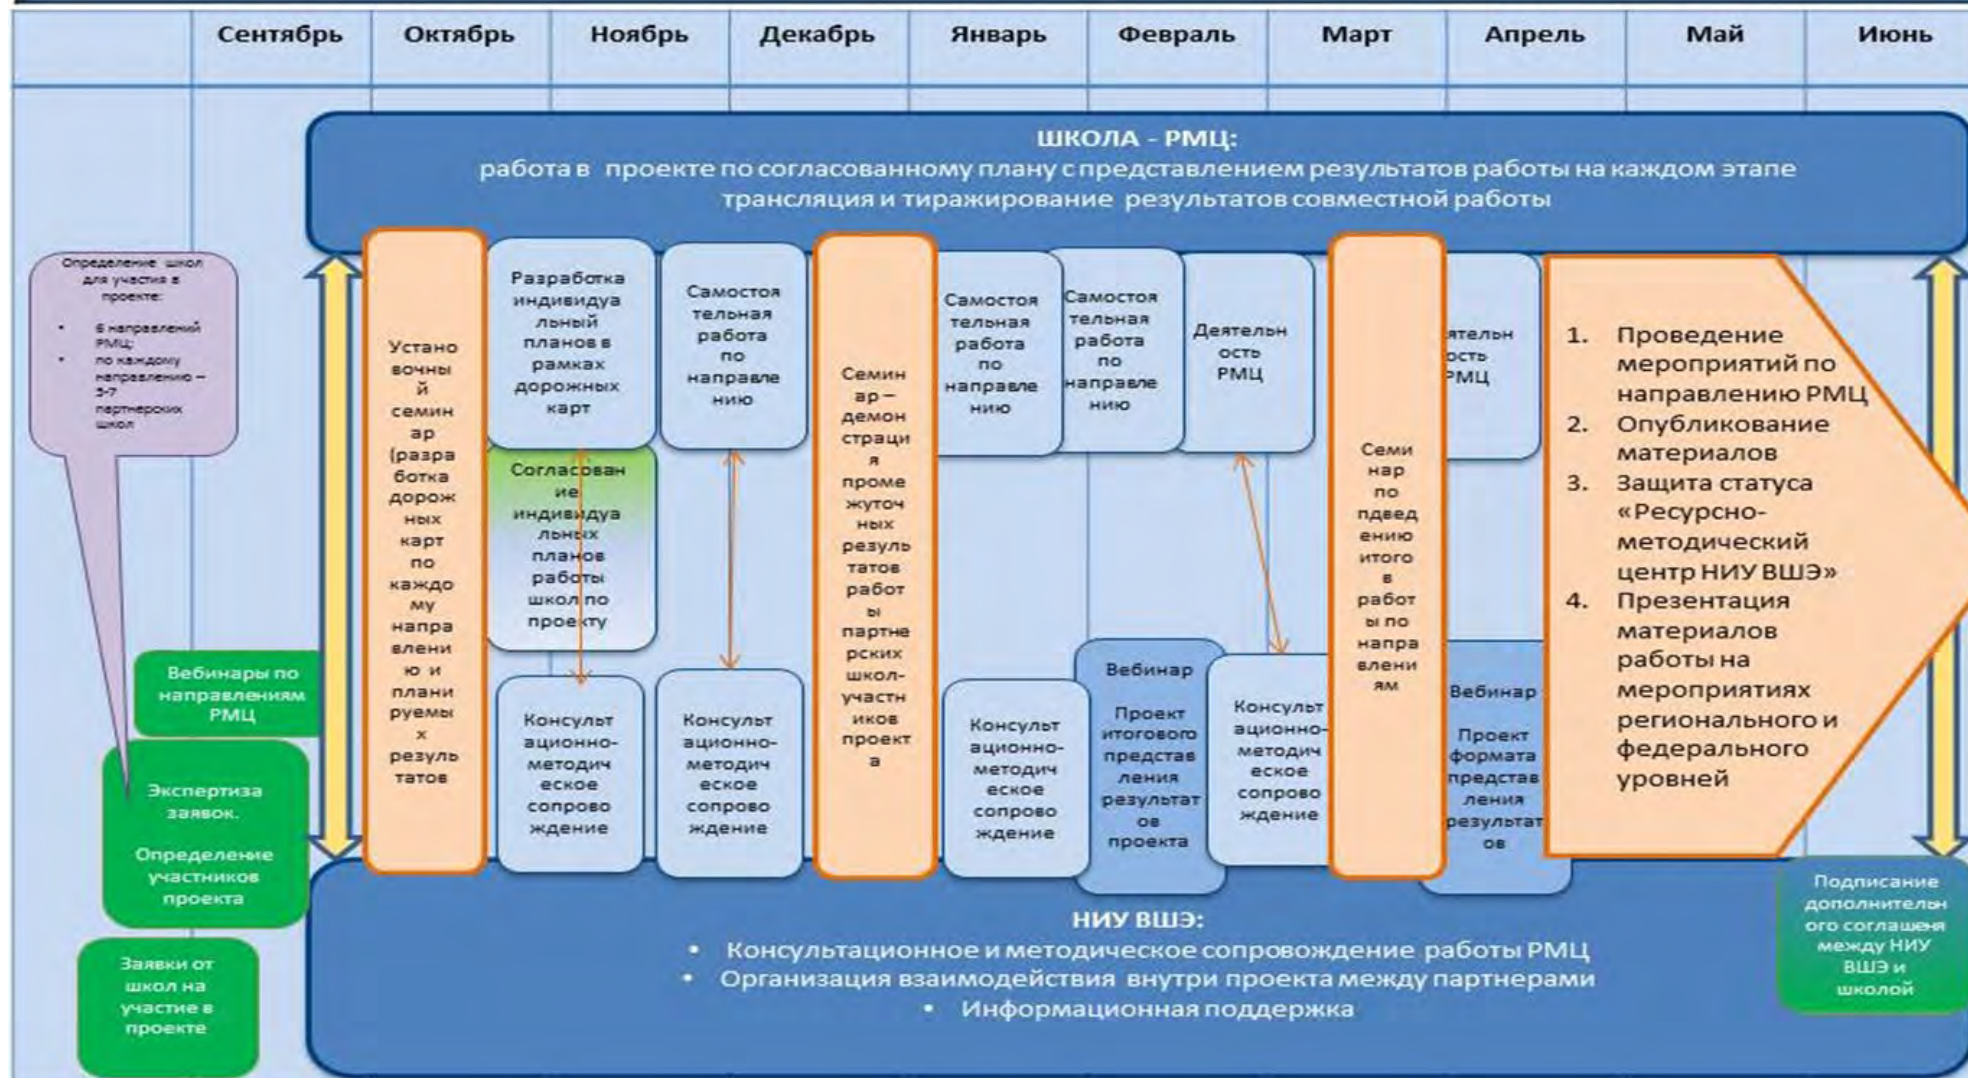 Сентябрь Октябрь Ноябрь Декабрь Январь Февраль Март Апрель Май Июнь
ШКОЛА - РМЦ:
работа в проекте по согласованному плану с представлением результатов работы на каждом этапе
трансляция и тиражирование результатов совместной работы
Определение школ
для участия в
проекте:
• 6 направлений
РМЦ;
• по каждому
направлению –
5-7
партнерских
школ
Вебинары по
направлениям
РМЦ
Экспертиза
заявок.
Определение
участников
проекта
Заявки от
школ на
участие в
проекте
Устано
вочны
й
семин
ар
(разра
ботка
дорож
ных
карт
по
каждо
му
напра
влени
ю и
плани
руемы
х
резуль
татов
Разработка
индивидуа
льный
планов в
рамках
дорожных
карт
Согласован
ие
индивидуа
льных
планов
работы
школ по
проекту
Консульт
ационно-
методич
еское
сопрово
ждение
Самостоя
тельная
работа
по
направле
нию
Консульт
ационно-
методич
еское
сопрово
ждение
Семин
ар –
демон
страци
я
проме
жуточ
ных
резуль
татов
работ
ы
партне
рских
школ-
участн
иков
проект
а
Самостоя
тельная
работа
по
направле
нию
Консульт
ационно-
методич
еское
сопрово
ждение
Самостоя
тельная
работа
по
направле
нию
Вебинар
Проект
итогового
представ
ления
результат
ов
проекта
Деятельн
ость
РМЦ
Консульт
ационно-
методич
еское
сопрово
ждение
Семи
нар
по
пдвед
ению
итого
в
работ
ы по
напра
влени
ям
ятельн
ость
РМЦ
Вебинар
Проект
формата
представ
ления
результат
ов
1. Проведение
мероприятий по
направлению РМЦ
2. Опубликование
материалов
3. Защита статуса
«Ресурсно-
методический
центр НИУ ВШЭ»
4. Презентация
материалов
работы на
мероприятиях
регионального и
федерального
уровней
НИУ ВШЭ:
• Консультационное и методическое сопровождение работы РМЦ
• Организация взаимодействия внутри проекта между партнерами
• Информационная поддержка
Подписание
дополнительн
ого соглашеня
между НИУ
ВШЭ и
школой